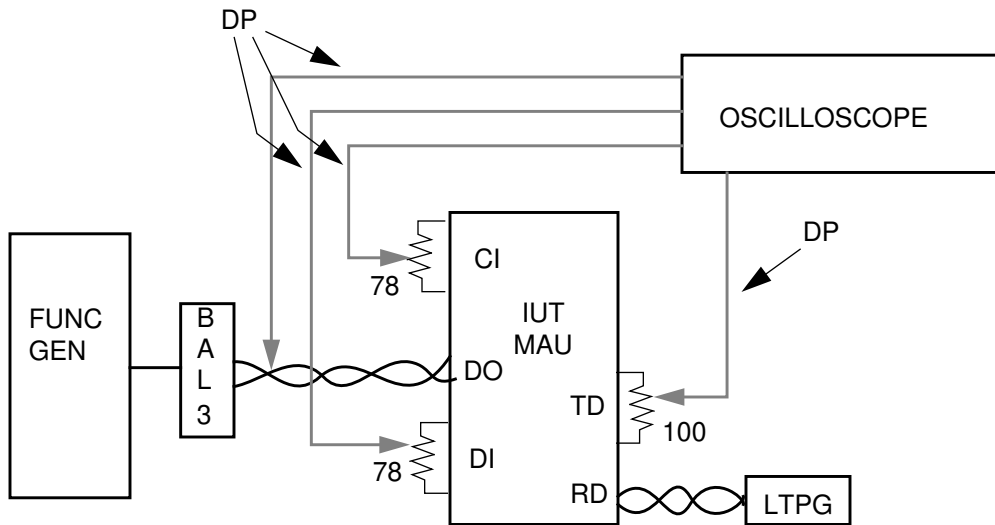 DP
OSCILLOSCOPE
DP
FUNC
GEN
B
A
L
3
CI
78
IUT
MAU
DO
TD
100
DI
78
RD
LTPG